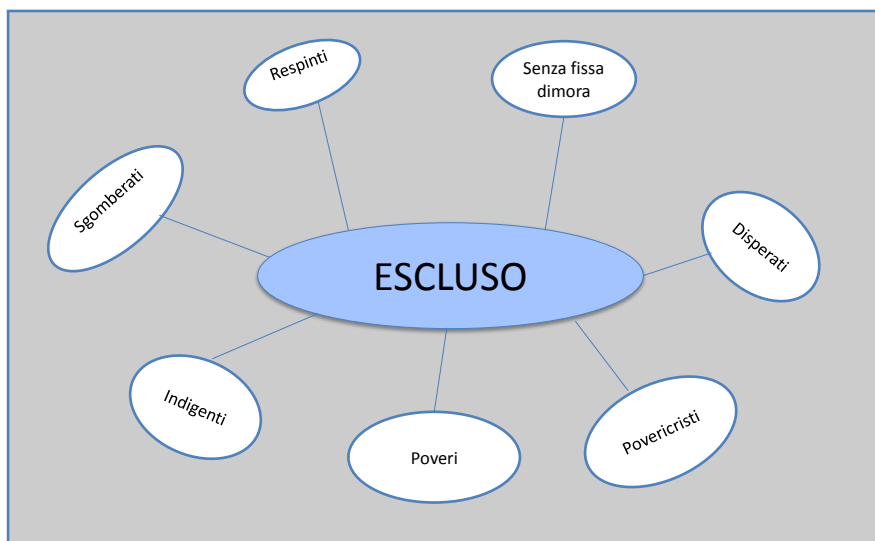 Respinti
Senza fissa
dimora
Sgomberati
Disperati
ESCLUSO
Indigenti
Poveri
Povericristi